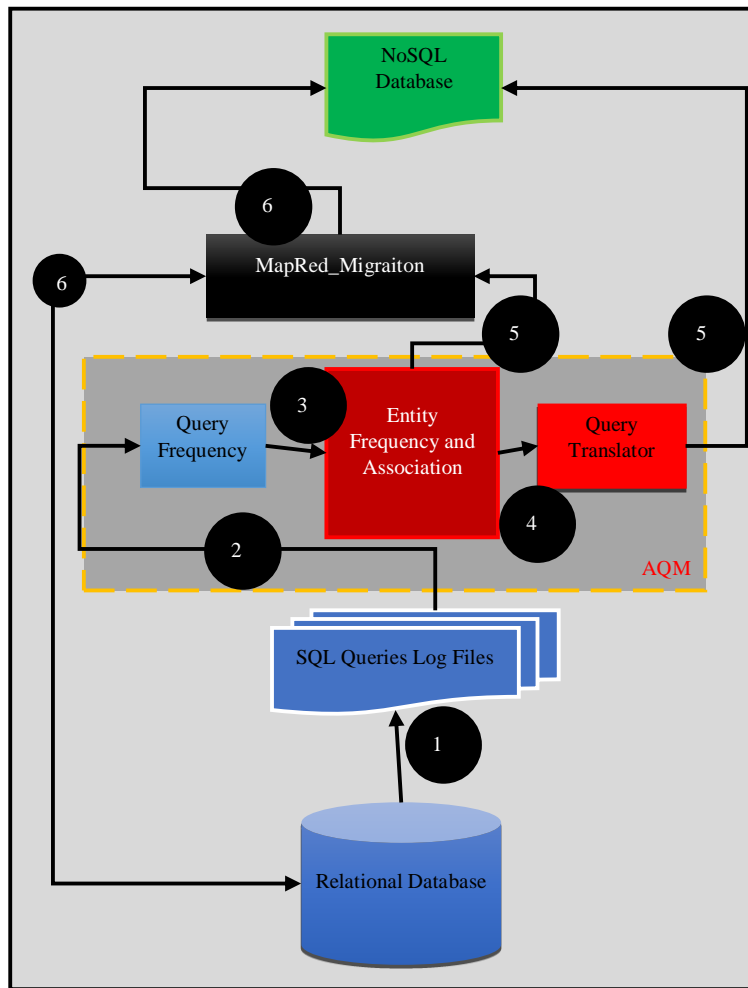 NoSQL
Database
6
MapRed_Migraiton
6
5
5
3
Query
Frequency
Entity
Frequency and
Association
Query
Translator
4
2
AQM
SQL Queries Log Files
1
Relational Database